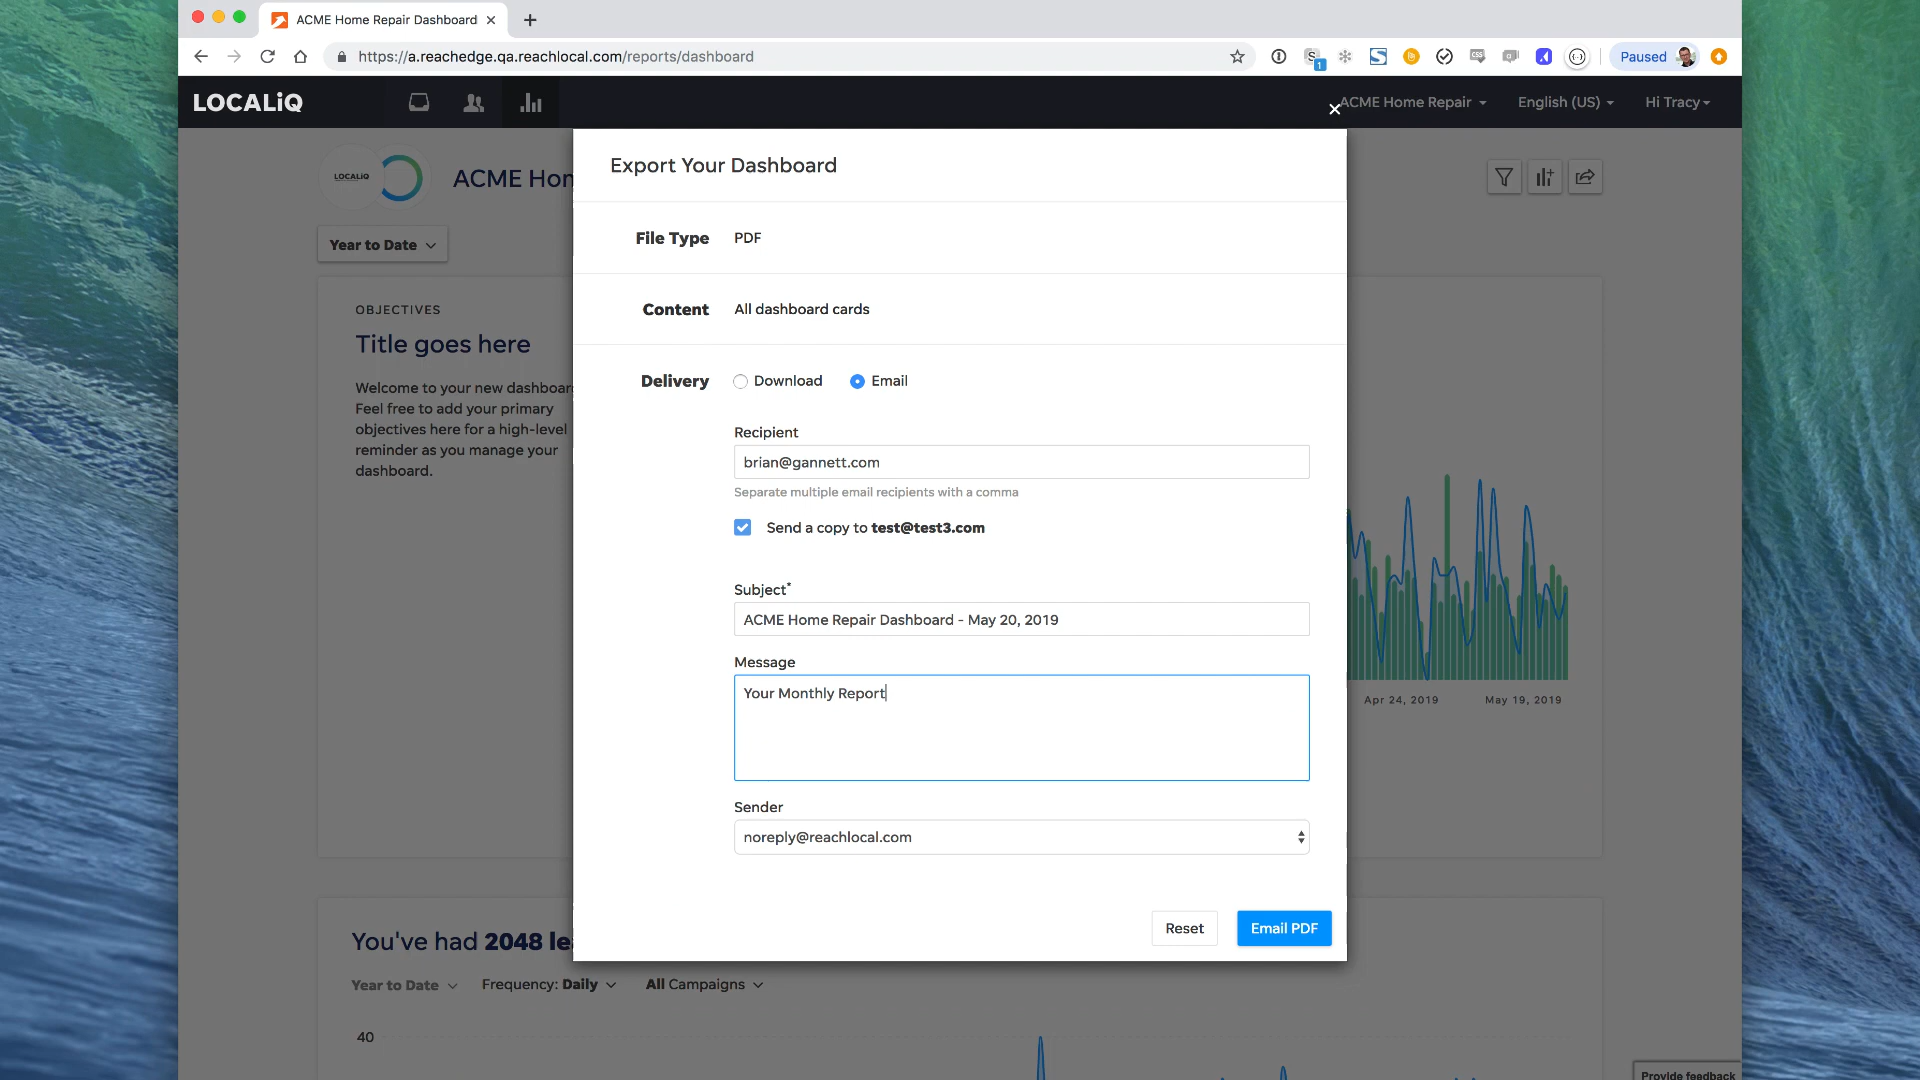 ACME Home Repair Dashboard
https://a.reachedge.qa.reachlocal.com/reports/dashboard
Paused
LOCALiQ
ACME Home Repair
English (US)
Hi Tracy
LOCALiQ
ACME Hom
Year to Date
OBJECTIVES
Title goes here
Welcome to your new dashboard
Feel free to add your primary
objectives here for a high-level
reminder as you manage your
dashboard.
Export Your Dashboard
File Type PDF
Content All dashboard cards
Delivery Download Email
Recipient
brian@gannett.com
Separate multiple email recipients with a comma
Send a copy to test@test3.com
Subject*
ACME Home Repair Dashboard - May 20, 2019
Message
Your Monthly Report
Sender
noreply@reachlocal.com
Reset Email PDF
Apr 24, 2019 May 19, 2019
You've had 2048 le
Year to Date Frequency: Daily All Campaigns
40
Provide feedback